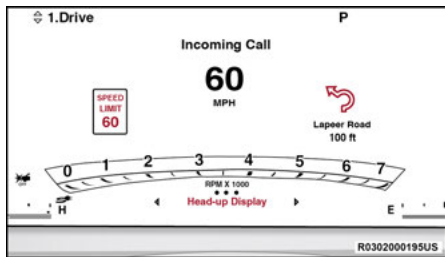 1.Drive
P
Incoming Call
60
MPH
SPEED
LIMIT
60
Lapeer Road
100 ft
0 1 2 3 4 5 6 7
RPM X 1000
H
Head-up Display
E
R0302000195US